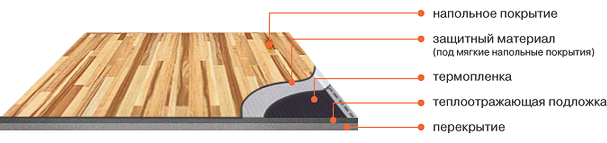 напольное покрытие
защитный материал
(под мягкие напольные покрытия)
термопленка
теплоотражающая подложка
перекрытие